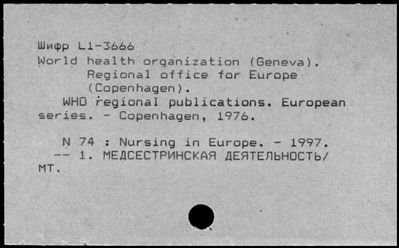 Шифр L1-3666
World health organization (Geneva).
Regional office for Europe
(Copenhagen).
WHO regional publications. European
series. - Copenhagen, 1976.
N 74 : Nursing in Europe. - 1997.
-- 1. МЕДСЕСТРИНСКАЯ ДЕЯТЕЛЬНОСТЬ/
МТ.